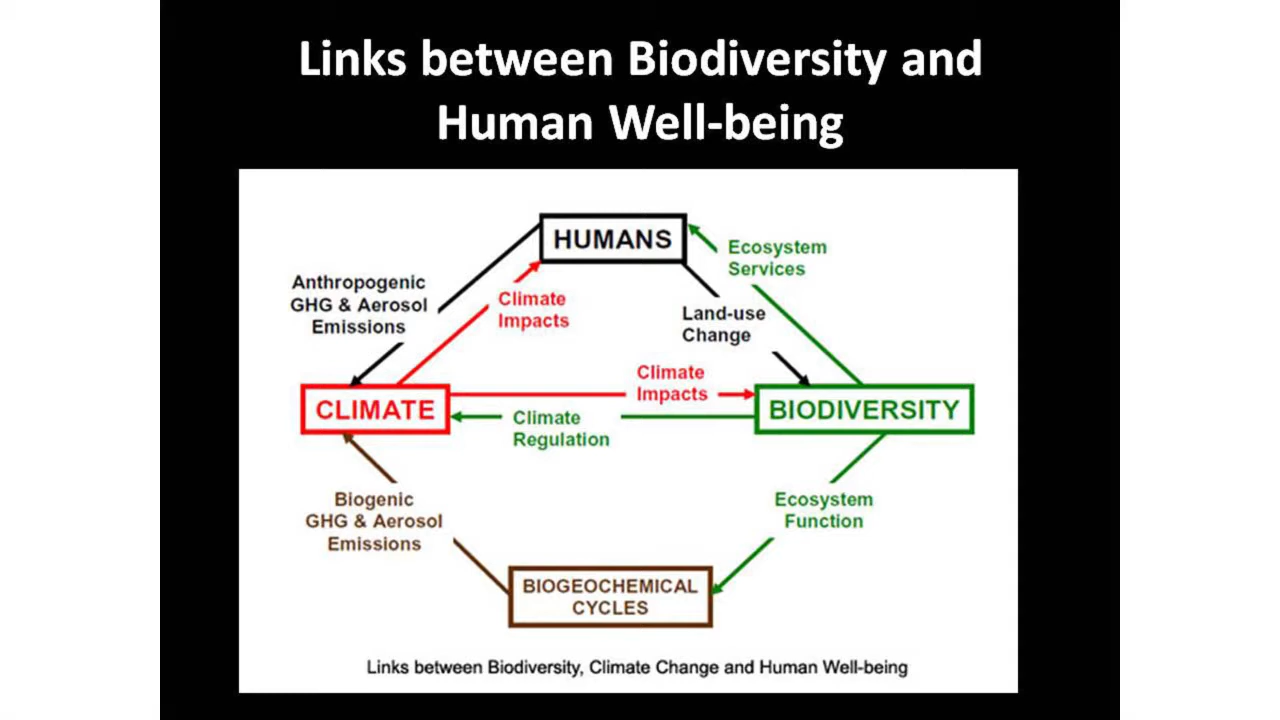 Links between Biodiversity and
Human Well-being
HUMANS
Ecosystem
Services
Anthropogenic
GHG & Aerosol
Emissions
Climate
Impacts
Land-use
Change
Climate
Impacts
CLIMATE
BIODIVERSITY
Climate
Regulation
Biogenic
GHG & Aerosol
Emissions
Ecosystem
Function
BIOGEOCHEMICAL
CYCLES
Links between Biodiversity, Climate Change and Human Well-being